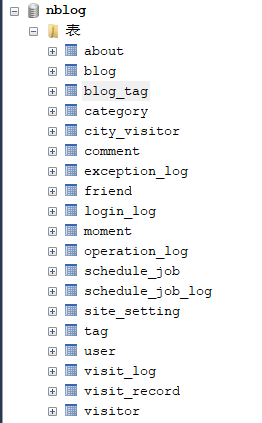 nblog
表
about
blog
blog_tag
category
city_visitor
comment
exception_log
friend
login_log
moment
operation_log
schedule_job
schedule_job_log
site_setting
tag
user
visit_log
visit_record
visitor